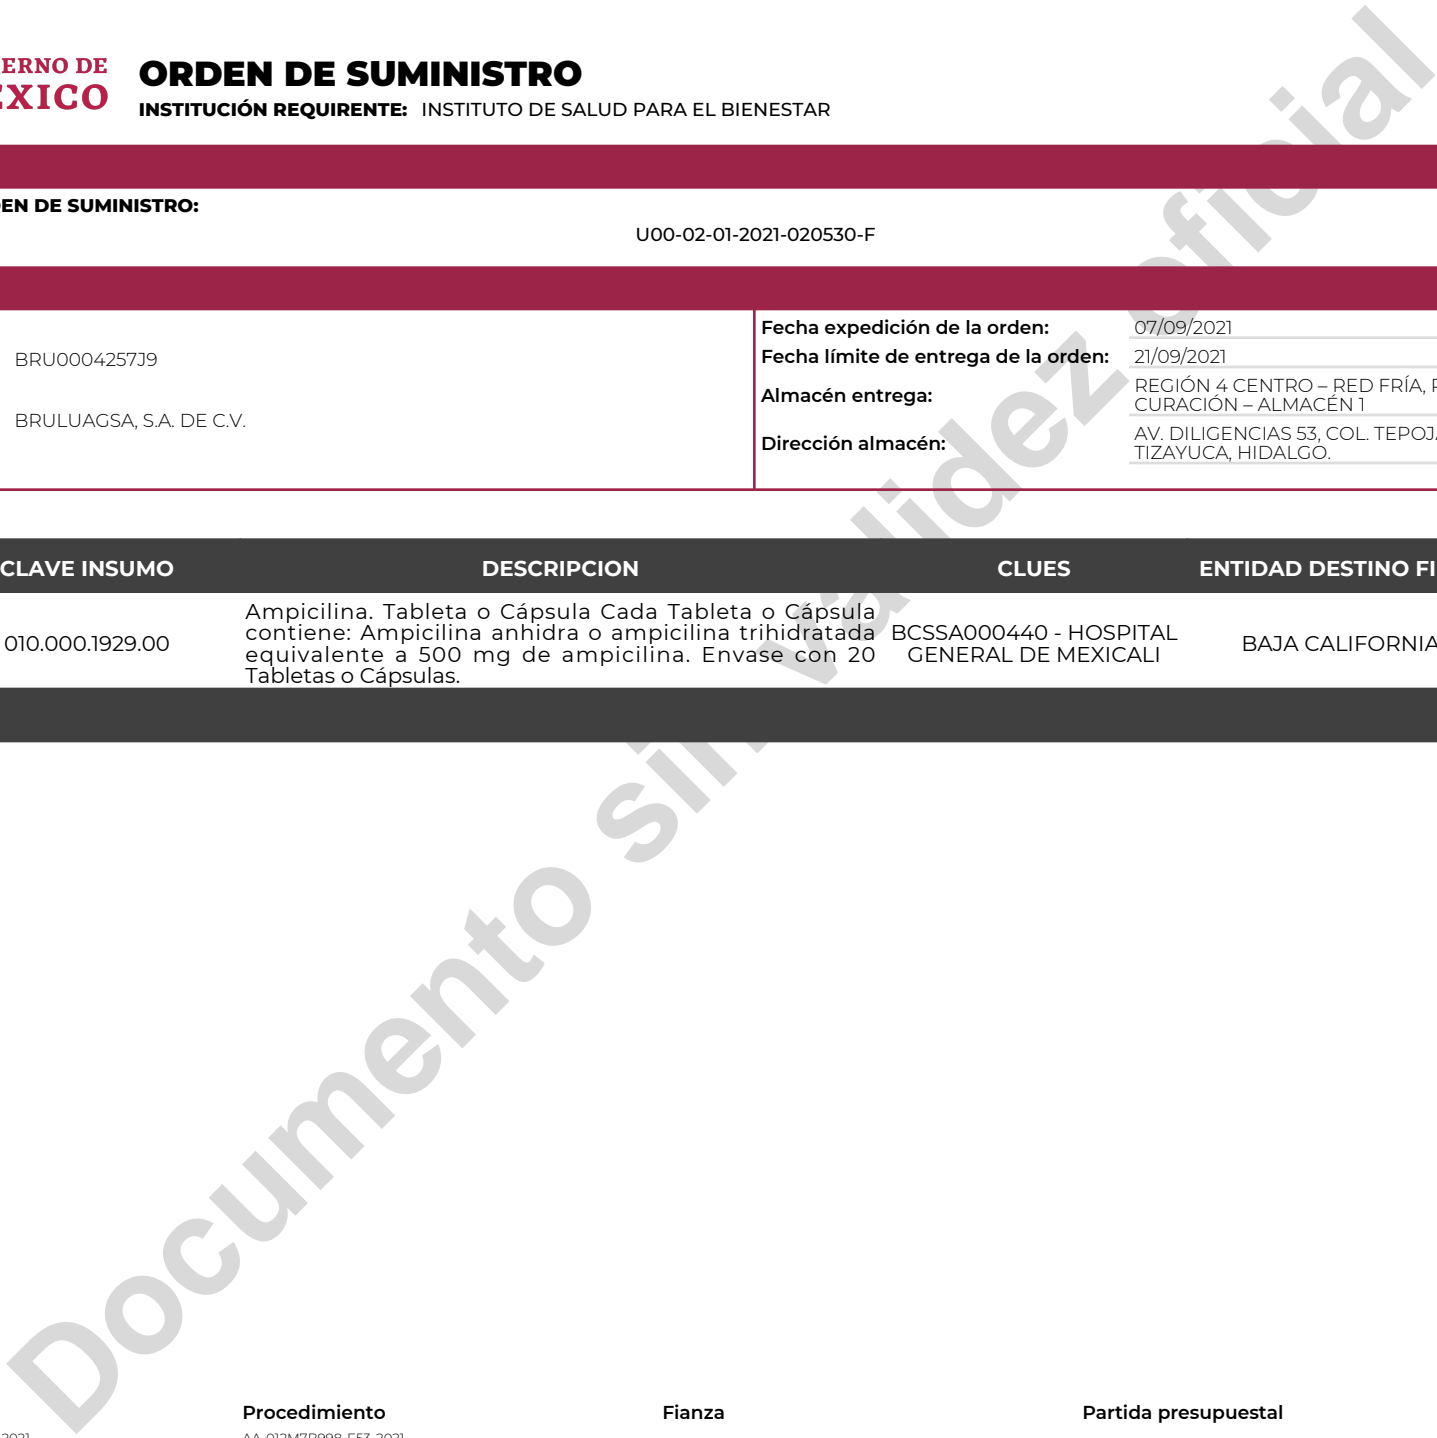 ERNO DE
ORDEN DE SUMINISTRO
INSTITUCIÓN REQUIRENTE: INSTITUTO DE SALUD PARA EL BIENESTAR
EN DE SUMINISTRO:
U00-02-01-2021-020530-F
BRU0004257J9
BRULUAGSA, S.A. DE C.V.
Fecha expedición de la orden: 07/09/2021
Fecha límite de entrega de la orden: 21/09/2021
Almacén entrega: REGIÓN 4 CENTRO – RED FRÍA,
CURACIÓN – ALMACÉN 1
Dirección almacén: AV. DILIGENCIAS 53, COL. TEPOJ
TIZAYUCA, HIDALGO.
CLAVE INSUMO DESCRIPCION CLUES ENTIDAD DESTINO FI
010.000.1929.00
Ampicilina. Tableta o Cápsula Cada Tableta o Cápsula
contiene: Ampicilina anhidra o ampicilina trihidratada
equivalente a 500 mg de ampicilina. Envase con 20
Tabletas o Cápsulas.
BCSSA000440 - HOSPITAL
GENERAL DE MEXICALI
BAJA CALIFORNIA
Documento sin validez oficial
Procedimiento Fianza Partida presupuestal